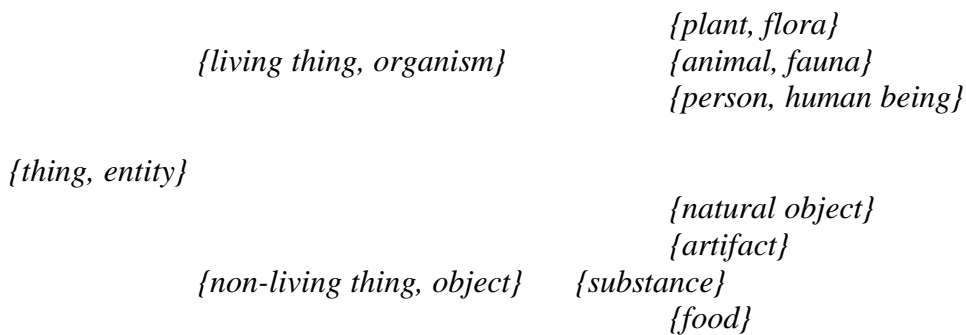 {plant, flora}
{living thing, organism} {animal, fauna}
{person, human being}
{thing, entity}
{natural object}
{artifact}
{non-living thing, object} {substance}
{food}